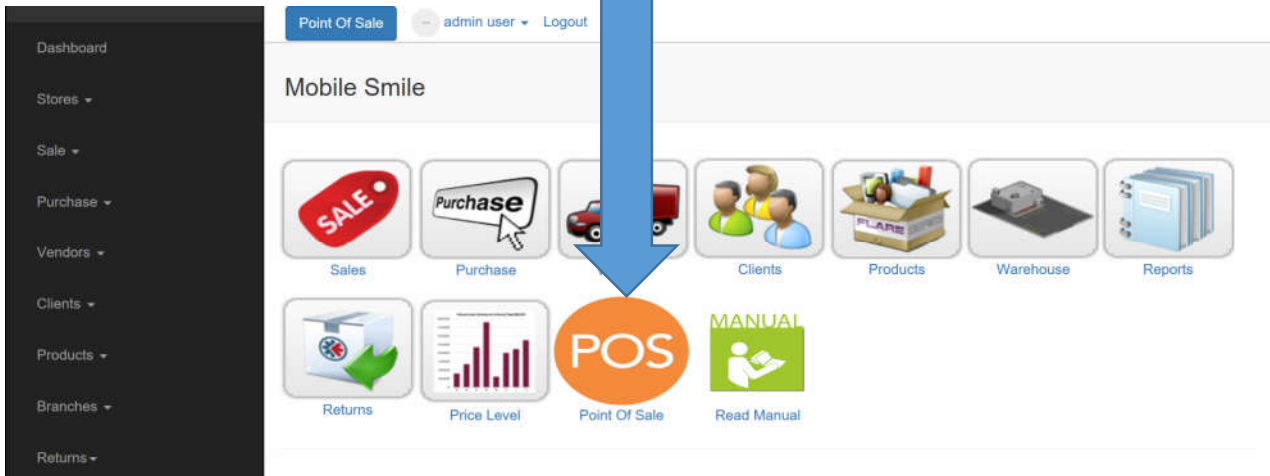 Point Of Sale
admin user
Logout
Dashboard
Stores
Sale
Purchase
Vendors
Clients
Products
Branches
Returns
Mobile Smile
SALE
Purchase
FLARE
Sales
Purchase
Clients
Products
Warehouse
Reports
POS
MANUAL
Returns
Price Level
Point Of Sale
Read Manual